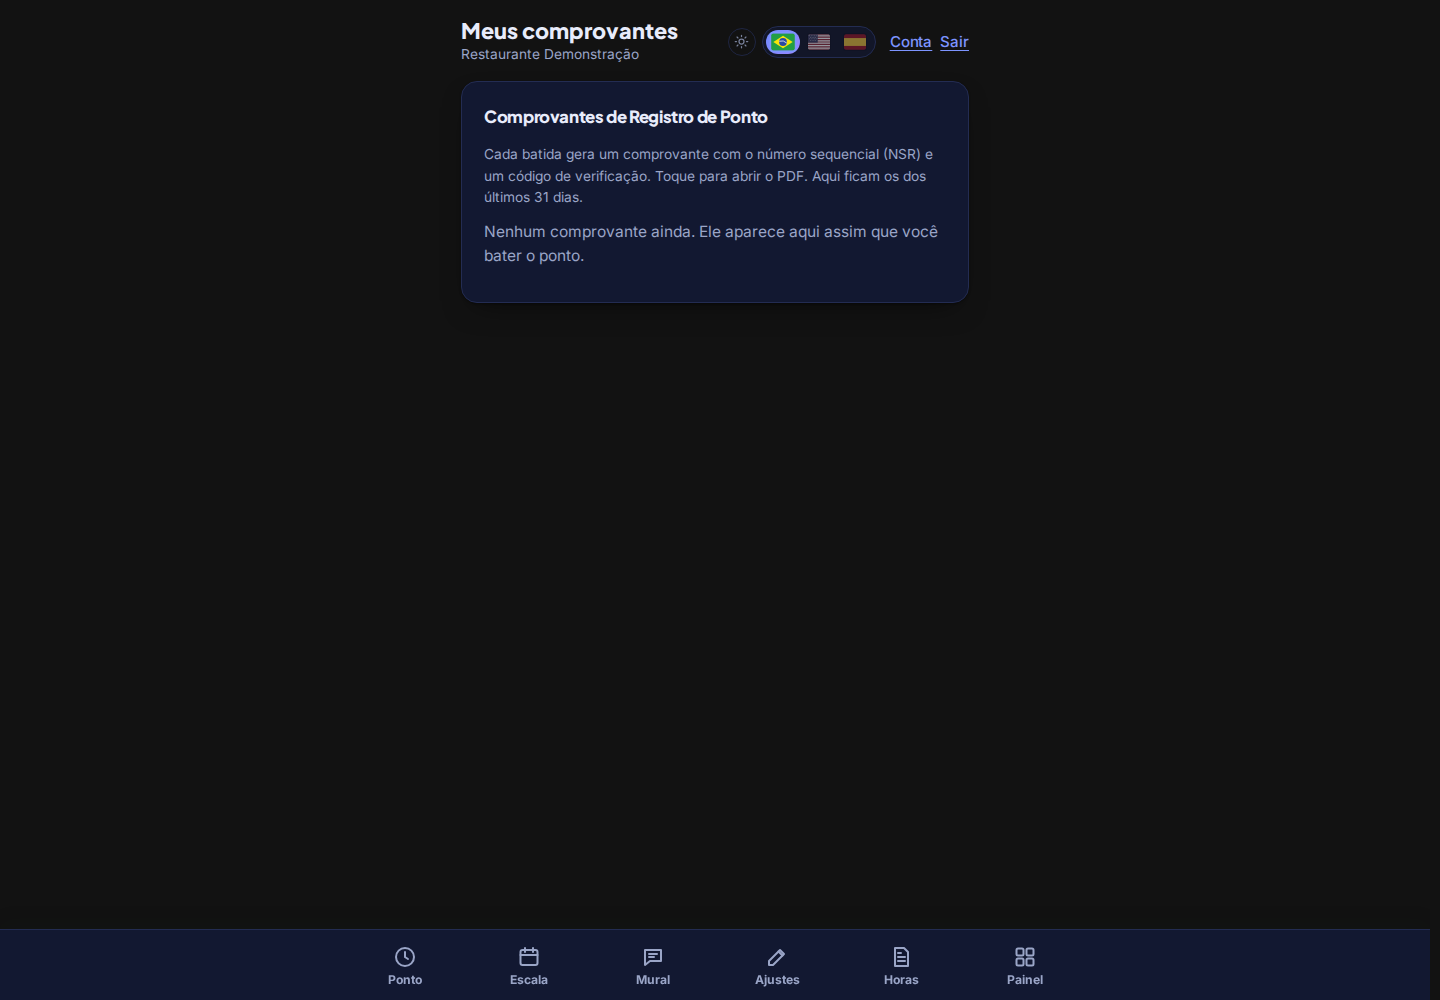 Meus comprovantes
Restaurante Demonstração
Conta Sair
Comprovantes de Registro de Ponto
Cada batida gera um comprovante com o número sequencial (NSR) e
um código de verificação. Toque para abrir o PDF. Aqui ficam os dos
últimos 31 dias.
Nenhum comprovante ainda. Ele aparece aqui assim que você
bater o ponto.
Ponto Escala Mural Ajustes Horas Painel